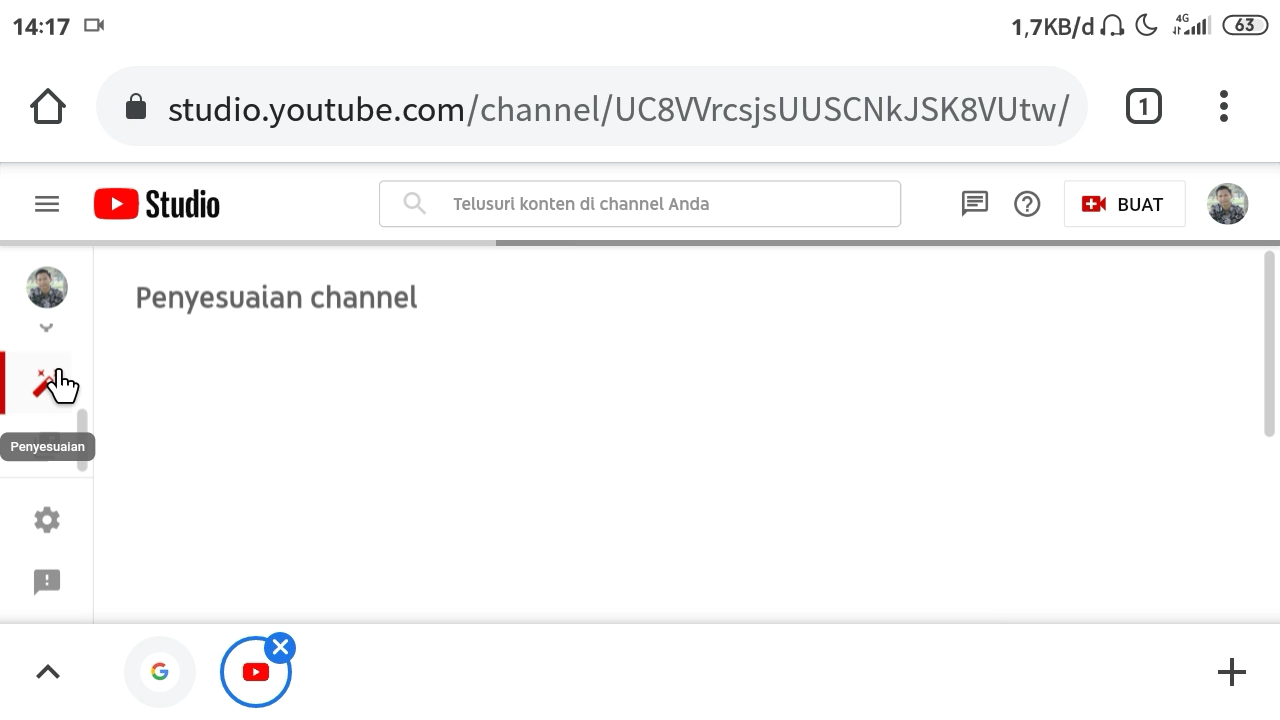 14:17
1,7KB/d
4G
63
studio.youtube.com/channel/UC8VVrcsjsUUSCNkJSK8VUtw/
1
Studio
Telusuri konten di channel Anda
BUAT
Penyesuaian channel
Penyesuaian
G